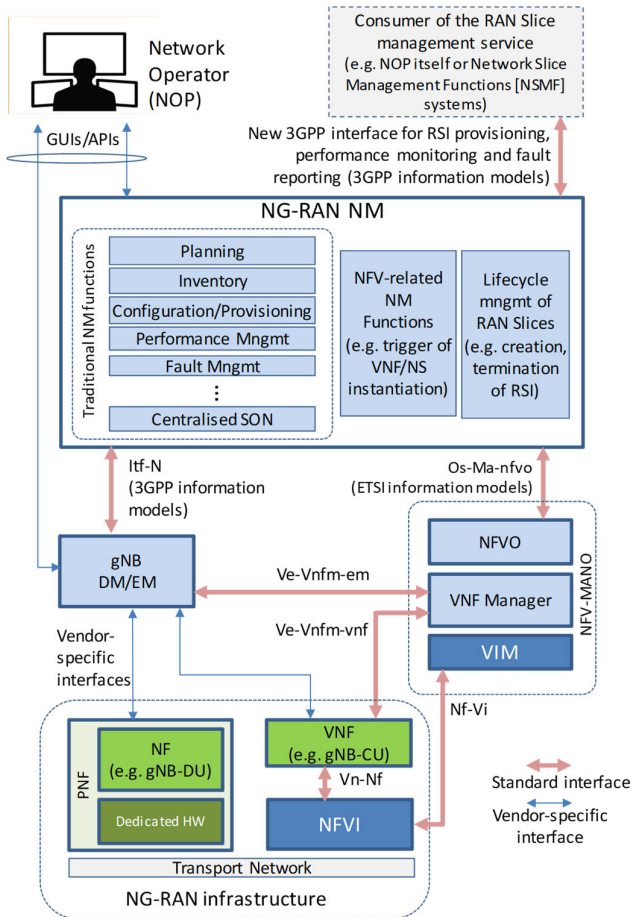 Network
Operator
(NOP)
Consumer of the RAN Slice
management service
(e.g. NOP itself or Network Slice
Management Functions [NSMF]
systems)
GUIs/APIs
New 3GPP interface for RSI provisioning,
performance monitoring and fault
reporting (3GPP information models)
NG-RAN NM
Traditional NM functions
Planning
Inventory
Configuration/Provisioning
Performance Mngmt
Fault Mngmt
...
Centralised SON
NFV-related
NM
Functions
(e.g. trigger of
VNF/NS
instantiation)
Lifecycle
mngmt of
RAN Slices
(e.g. creation,
termination
of RSI)
Itf-N
(3GPP information
models)
Os-Ma-nfvo
(ETSI information models)
gNB
DM/EM
Ve-Vnfm-em
NFVO
VNF Manager
VIM
NFV-MANO
Ve-Vnfm-vnf
Vendor-
specific
interfaces
Nf-Vi
PNF
NF
(e.g. gNB-DU)
Dedicated HW
VNF
(e.g. gNB-CU)
Vn-Nf
NFVI
Transport Network
NG-RAN infrastructure
Standard interface
Vendor-specific
interface